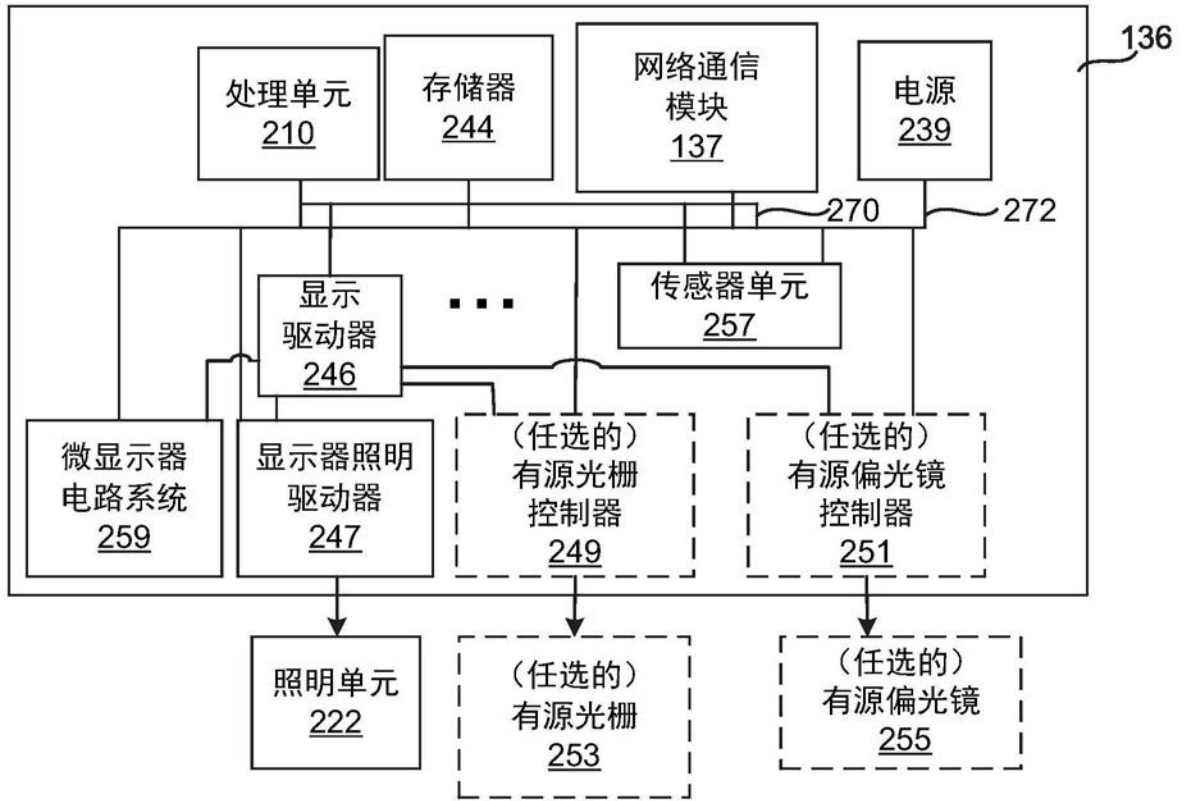 136
处理单元
210
存储器
244
网络通信
模块
137
电源
239
270
272
显示
驱动器
246
传感器单元
257
微显示器
电路系统
259
显示器照明
驱动器
247
（任选的）
有源光栅
控制器
249
（任选的）
有源偏光镜
控制器
251
照明单元
222
（任选的）
有源光栅
253
（任选的）
有源偏光镜
255